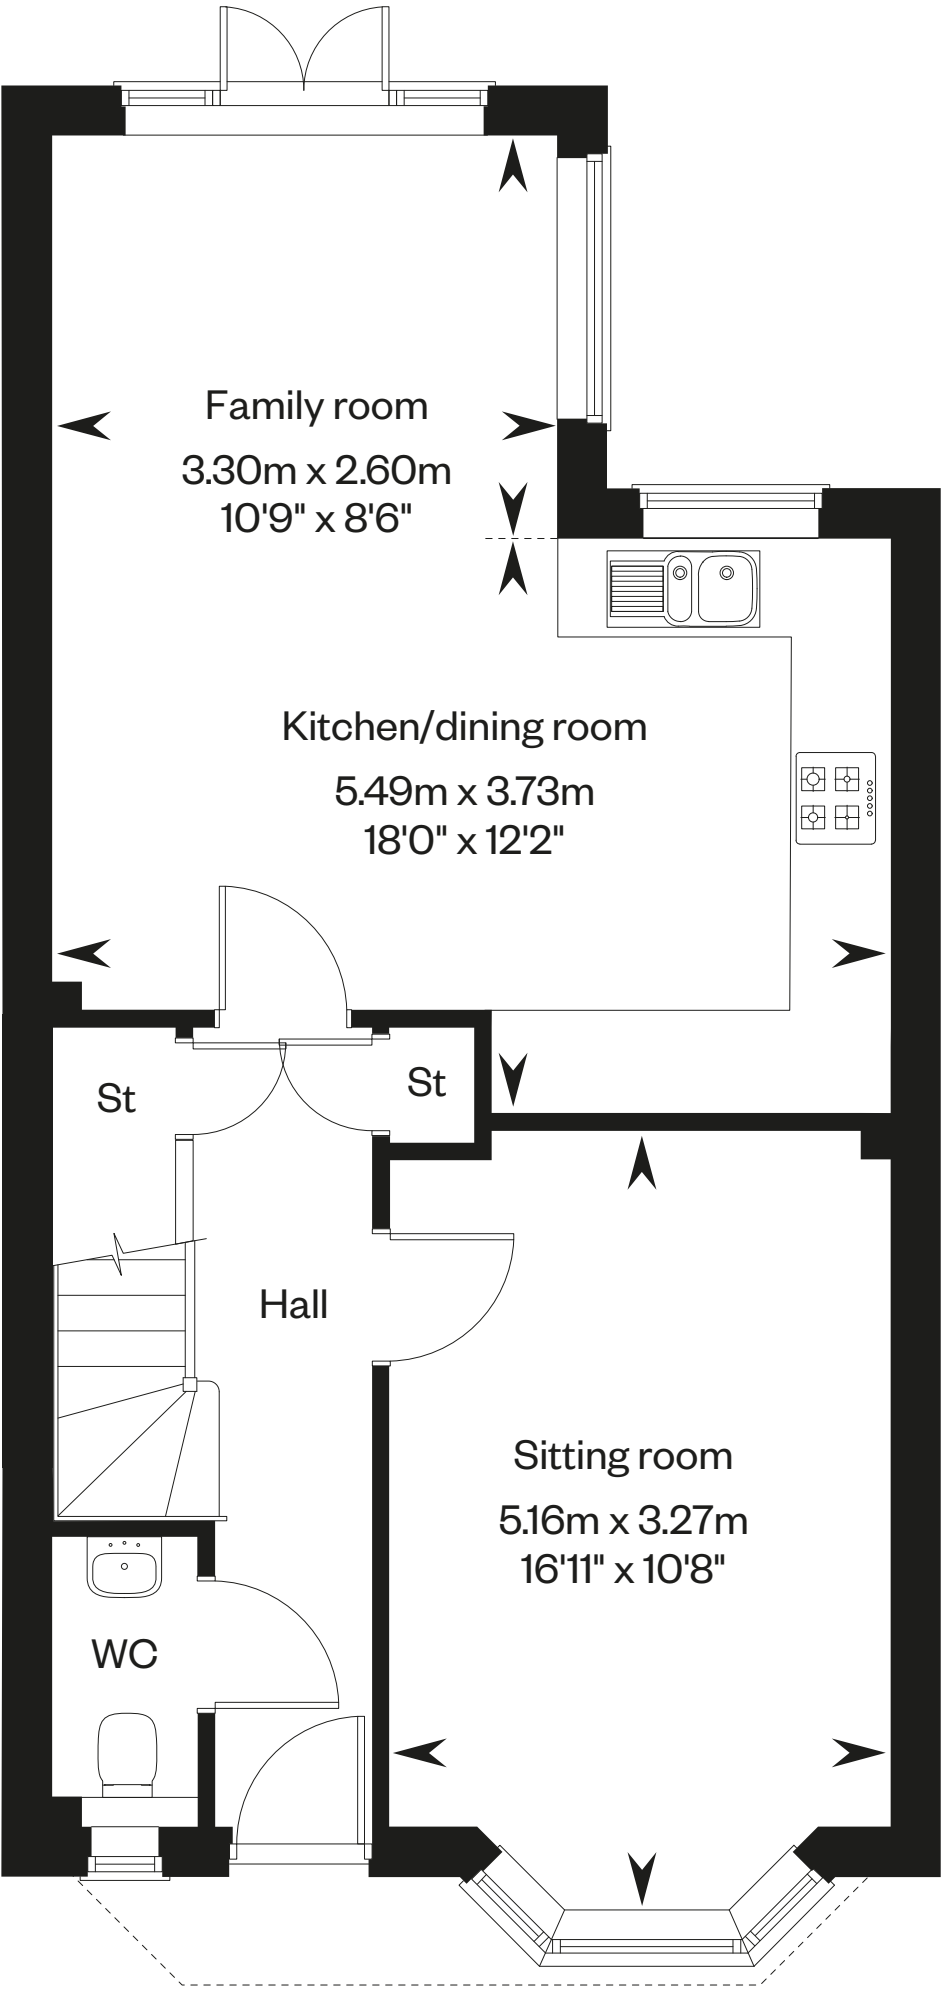 Family room
3.30m x 2.60m
10'9" x 8'6"
Kitchen/dining room
5.49m x 3.73m
18'0" x 12'2"
St
St
Hall
Sitting room
5.16m x 3.27m
16'11" x 10'8"
WC